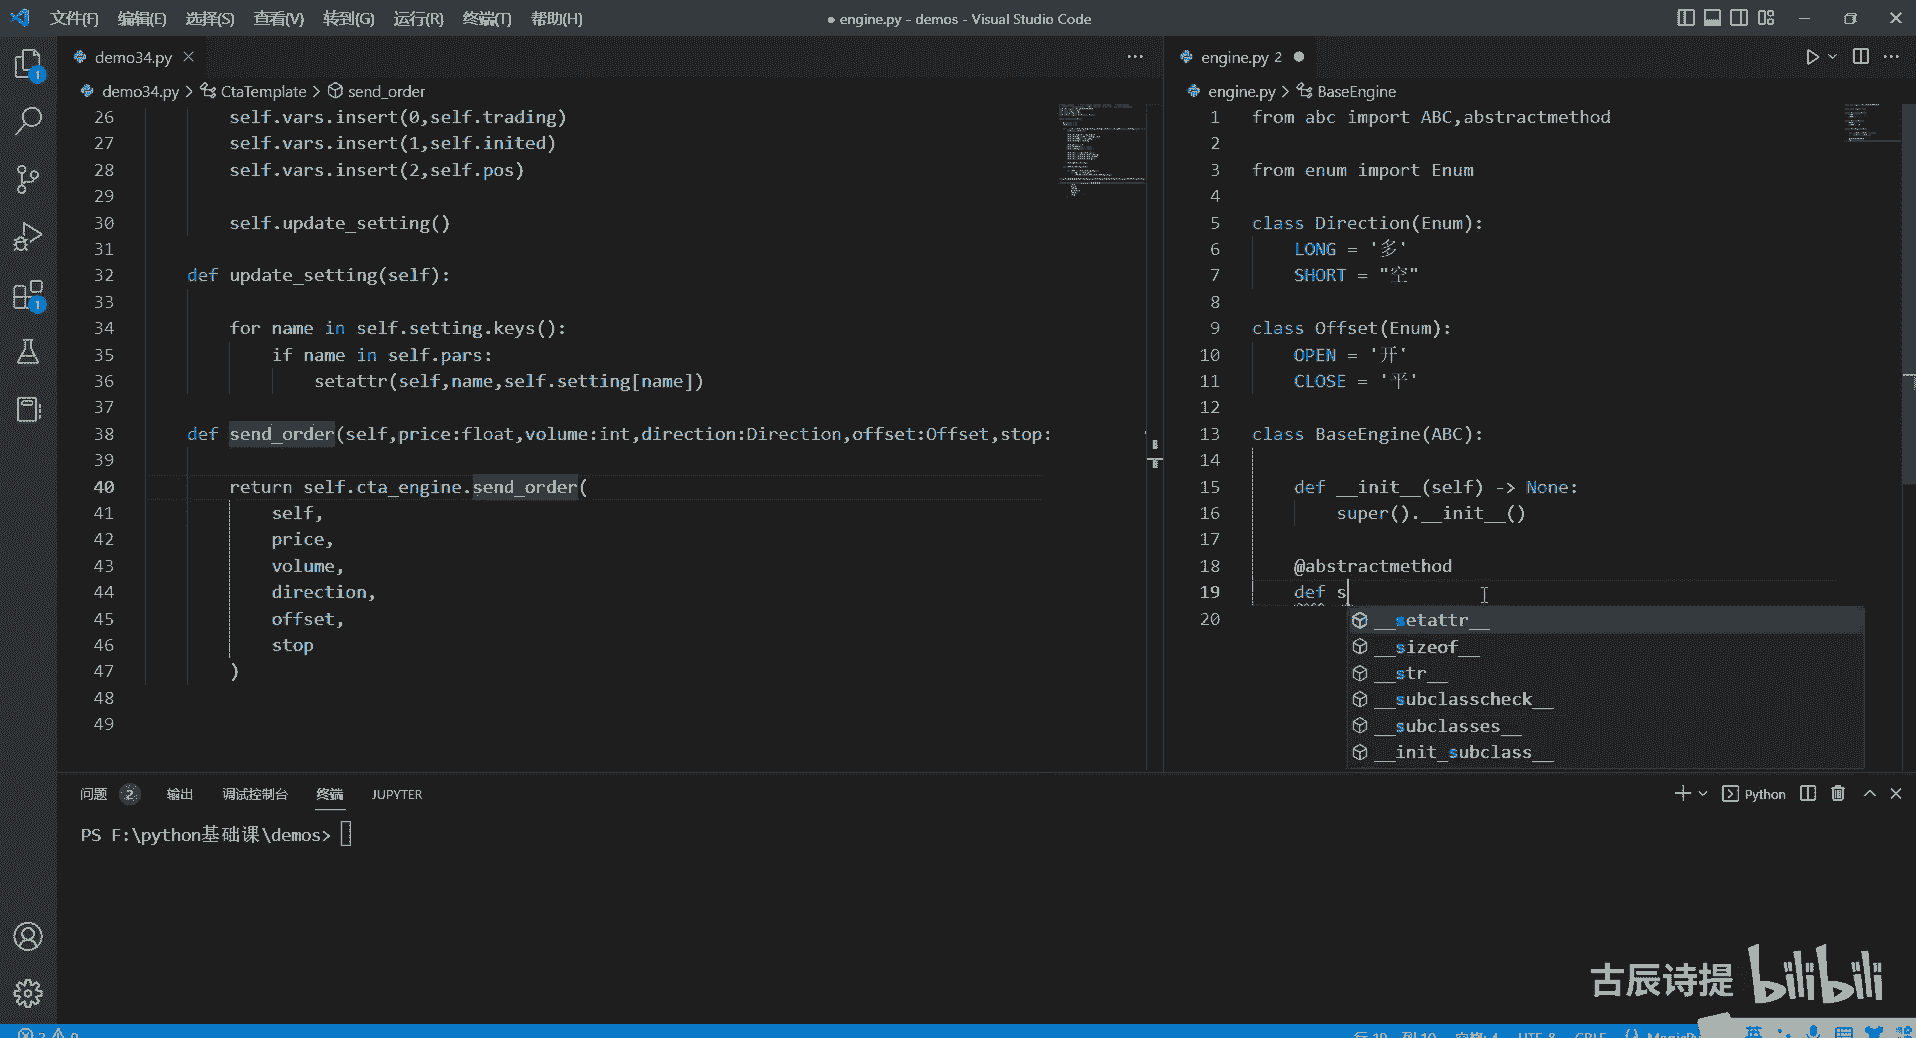 文件(F) 编辑(E) 选择(S) 查看(V) 转到(G) 运行(R) 终端(T) 帮助(H)
● engine.py - demos - Visual Studio Code
demo34.py
demo34.py > CtaTemplate > send_order
26 self.vars.insert(0,self.trading)
27 self.vars.insert(1,self.inited)
28 self.vars.insert(2,self.pos)
29
30 self.update_setting()
31
32 def update_setting(self):
33
34 for name in self.setting.keys():
35 if name in self.pars:
36 setattr(self,name,self.setting[name])
37
38 def send_order(self,price:float,volume:int,direction:Direction,offset:Offset,stop:
39
40 return self.cta_engine.send_order(
41 self,
42 price,
43 volume,
44 direction,
45 offset,
46 stop
47 )
48
49
engine.py 2 ●
engine.py > BaseEngine
1 from abc import ABC,abstractmethod
2
3 from enum import Enum
4
5 class Direction(Enum):
6 LONG = '多'
7 SHORT = "空"
8
9 class Offset(Enum):
10 OPEN = '开'
11 CLOSE = '平'
12
13 class BaseEngine(ABC):
14
15 def __init__(self) -> None:
16 super().__init__()
17
18 @abstractmethod
19 def s
20
__setattr__
__sizeof__
__str__
__subclasscheck__
__subclasses__
__init_subclass__
1
1
问题 2 输出 调试控制台 终端 JUPYTER
Python
PS F:\python基础课\demos>
古辰诗提 bilibili
英